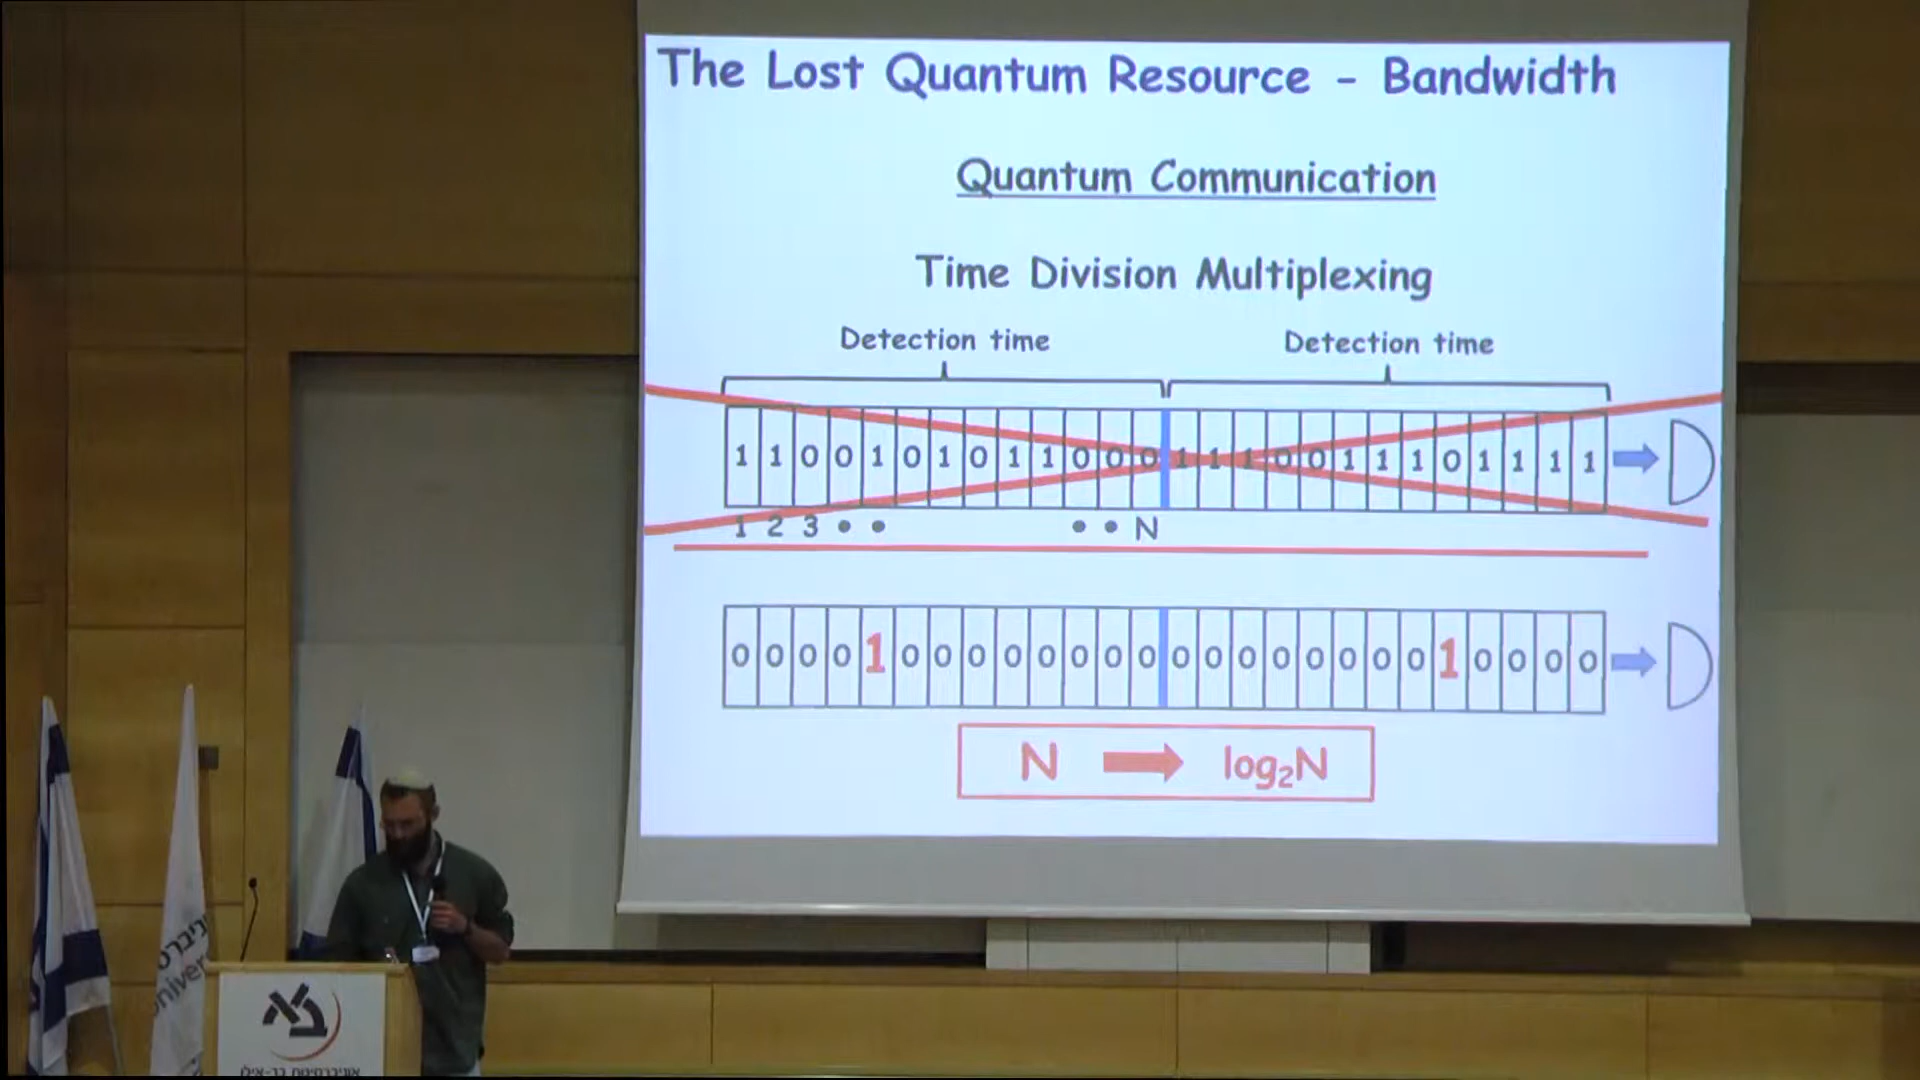 The Lost Quantum Resource - Bandwidth
Quantum Communication
Time Division Multiplexing
Detection time Detection time
1 1 0 0 1 0 1 0 1 1 0 0 0 1 1 1 0 0 1 1 1 0 1 1 1 1
1 2 3 • • • • N
0 0 0 0 1 0 0 0 0 0 0 0 0 0 0 0 0 0 0 0 0 1 0 0 0 0
N → log₂N
אוניברסיטת בר-אילן